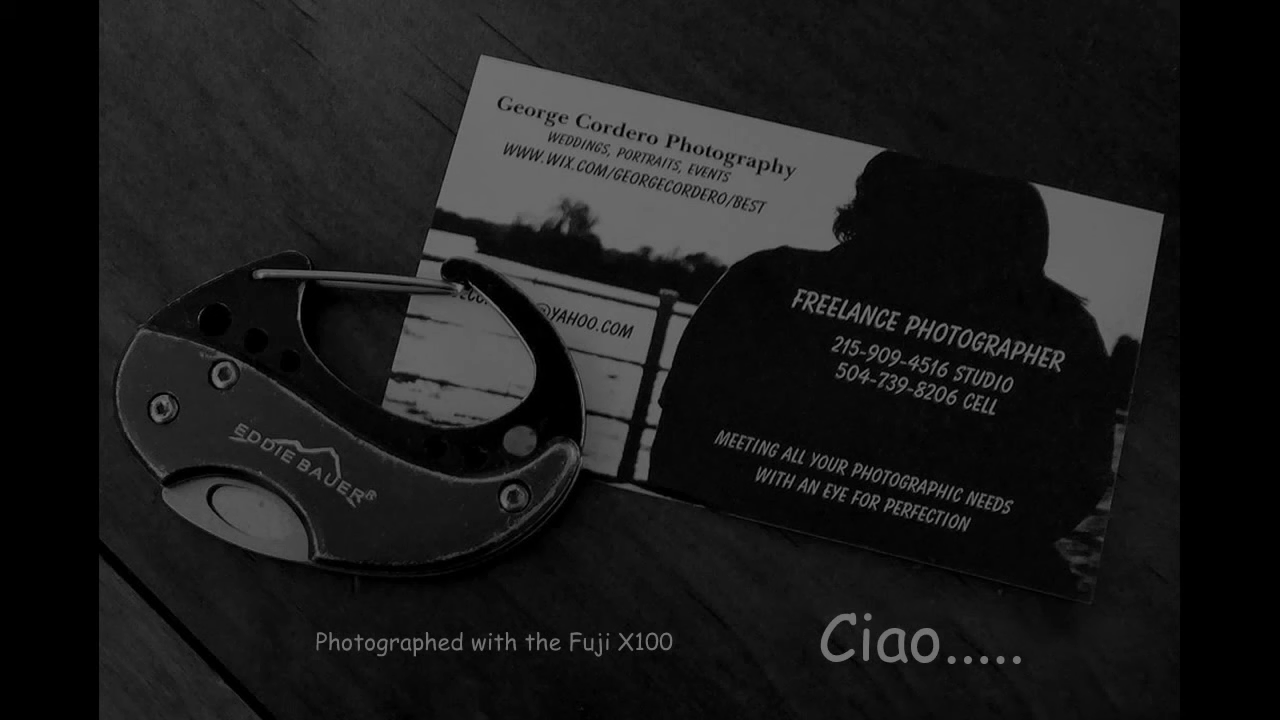 George Cordero Photography
WEDDINGS, PORTRAITS, EVENTS
WWW.WIX.COM/GEORGECORDERO/BEST
@YAHOO.COM
FREELANCE PHOTOGRAPHER
215-909-4516 STUDIO
504-739-8206 CELL
MEETING ALL YOUR PHOTOGRAPHIC NEEDS
WITH AN EYE FOR PERFECTION
EDDIE BAUER®
Photographed with the Fuji X100
Ciao.....